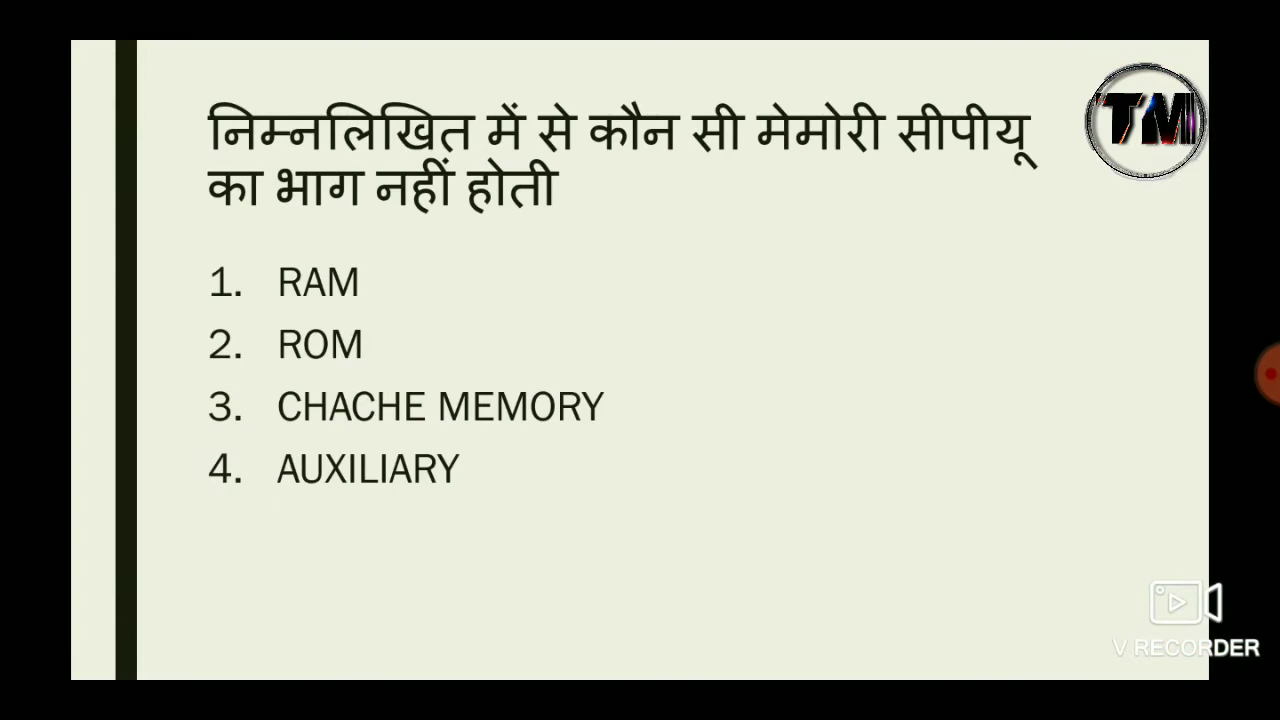 निम्नलिखित में से कौन सी मेमोरी सीपीयू
का भाग नहीं होती
TM
1. RAM
2. ROM
3. CHACHE MEMORY
4. AUXILIARY
V RECORDER